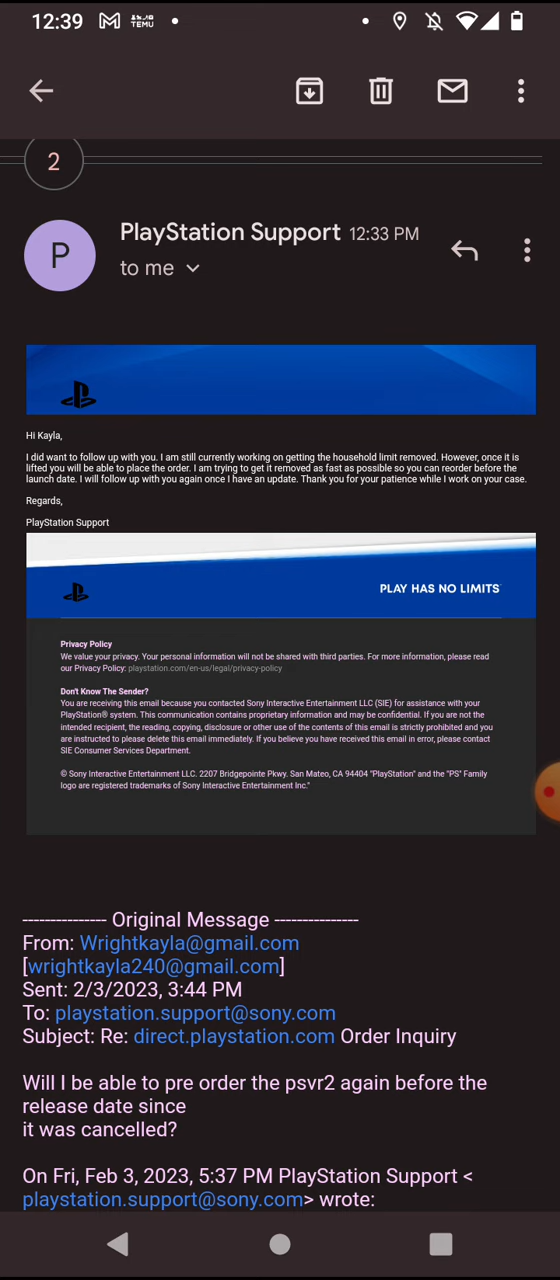 12:39
TEMU
2
P
PlayStation Support 12:33 PM
to me
Hi Kayla,
I did want to follow up with you. I am still currently working on getting the household limit removed. However, once it is
lifted you will be able to place the order. I am trying to get it removed as fast as possible so you can reorder before the
launch date. I will follow up with you again once I have an update. Thank you for your patience while I work on your case.
Regards,
PlayStation Support
PLAY HAS NO LIMITS
Privacy Policy
We value your privacy. Your personal information will not be shared with third parties. For more information, please read
our Privacy Policy: playstation.com/en-us/legal/privacy-policy
Don't Know The Sender?
You are receiving this email because you contacted Sony Interactive Entertainment LLC (SIE) for assistance with your
PlayStation® system. This communication contains proprietary information and may be confidential. If you are not the
intended recipient, the reading, copying, disclosure or other use of the contents of this email is strictly prohibited and you
are instructed to please delete this email immediately. If you believe you have received this email in error, please contact
SIE Consumer Services Department.
© Sony Interactive Entertainment LLC. 2207 Bridgepointe Pkwy. San Mateo, CA 94404 "PlayStation" and the "PS" Family
logo are registered trademarks of Sony Interactive Entertainment Inc."
--------------- Original Message ---------------
From: Wrightkayla@gmail.com
[wrightkayla240@gmail.com]
Sent: 2/3/2023, 3:44 PM
To: playstation.support@sony.com
Subject: Re: direct.playstation.com Order Inquiry
Will I be able to pre order the psvr2 again before the
release date since
it was cancelled?
On Fri, Feb 3, 2023, 5:37 PM PlayStation Support <
playstation.support@sony.com> wrote: